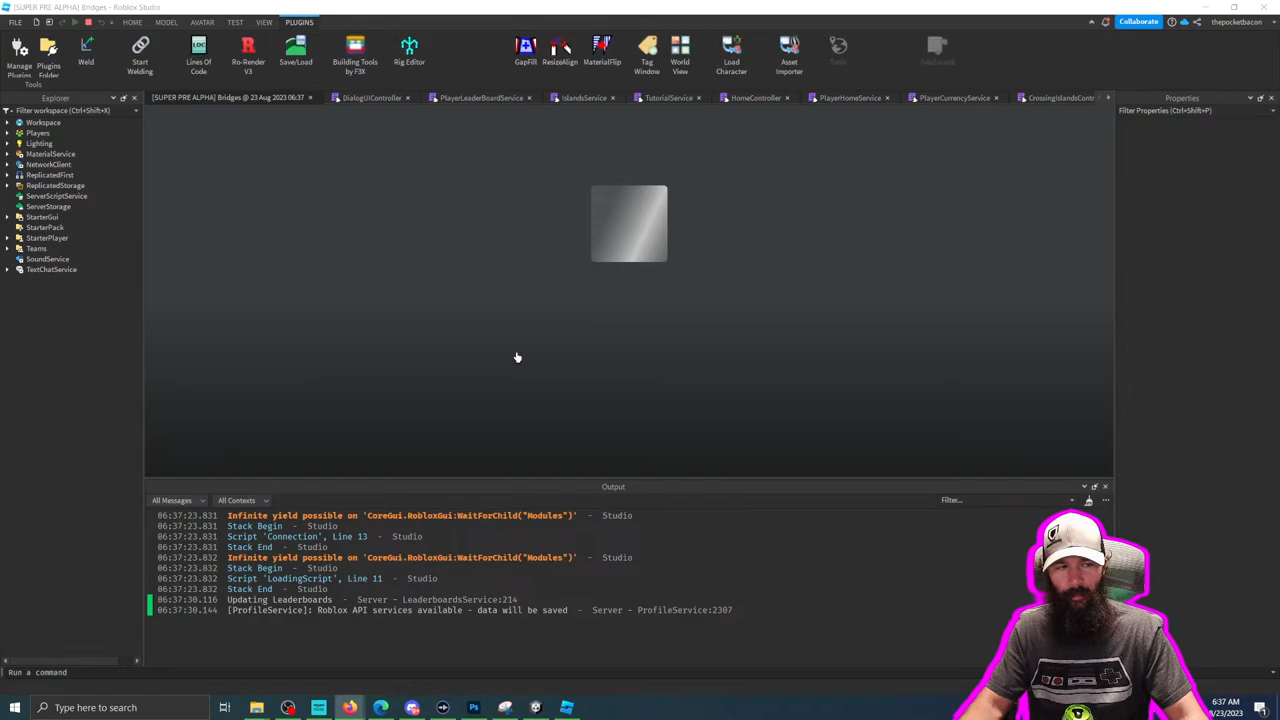 [SUPER PRE ALPHA] Bridges - Roblox Studio
FILE HOME MODEL AVATAR TEST VIEW PLUGINS Collaborate thepocketbacon
Manage Plugins Plugins Folder Weld Start Welding Lines Of Code Ro-Render V3 Save/Load Building Tools by F3X Rig Editor GapFill ResizeAlign MaterialFlip Tag Window World View Load Character Asset Importer
Tools
Explorer [SUPER PRE ALPHA] Bridges @ 23 Aug 2023 06:37 DialogUIController PlayerLeaderBoardService IslandsService TutorialService HomeController PlayerHomeService PlayerCurrencyService CrossingIslandsContr Properties
Filter workspace (Ctrl+Shift+X) Filter Properties (Ctrl+Shift+P)
Workspace
Players
Lighting
MaterialService
NetworkClient
ReplicatedFirst
ReplicatedStorage
ServerScriptService
ServerStorage
StarterGui
StarterPack
StarterPlayer
Teams
SoundService
TextChatService
Output
All Messages All Contexts Filter...
06:37:23.831 Infinite yield possible on 'CoreGui.RobloxGui:WaitForChild("Modules")' - Studio
06:37:23.831 Stack Begin - Studio
06:37:23.831 Script 'Connection', Line 13 - Studio
06:37:23.831 Stack End - Studio
06:37:23.832 Infinite yield possible on 'CoreGui.RobloxGui:WaitForChild("Modules")' - Studio
06:37:23.832 Stack Begin - Studio
06:37:23.832 Script 'LoadingScript', Line 11 - Studio
06:37:23.832 Stack End - Studio
06:37:30.116 Updating Leaderboards - Server - LeaderboardsService:214
06:37:30.144 [ProfileService]: Roblox API services available - data will be saved - Server - ProfileService:2307
Run a command
Type here to search
6:37 AM
8/23/2023